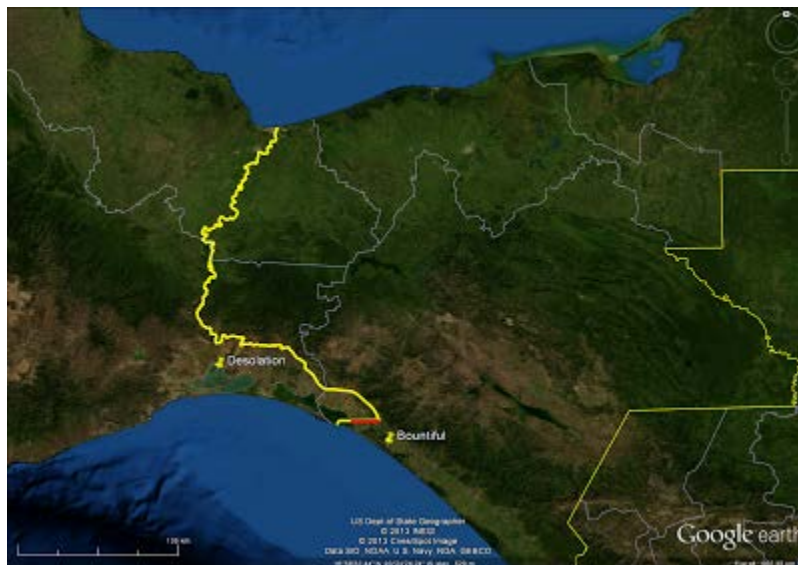 Desolation
Bountiful
US Dept of State Geographer
© 2013 INEGI
© 2013 Cnes/Spot Image
Data SIO, NOAA, U.S. Navy, NGA, GEBCO
Google earth